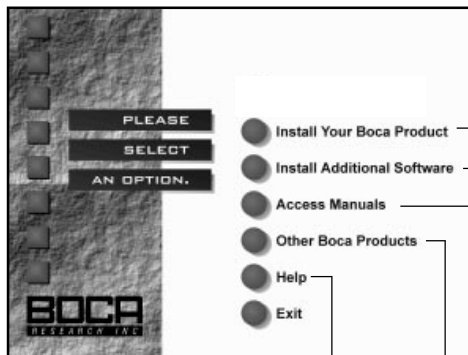 PLEASE
SELECT
AN OPTION.
Install Your Boca Product
Install Additional Software
Access Manuals
Other Boca Products
Help
Exit
BOCA
RESEARCH INC